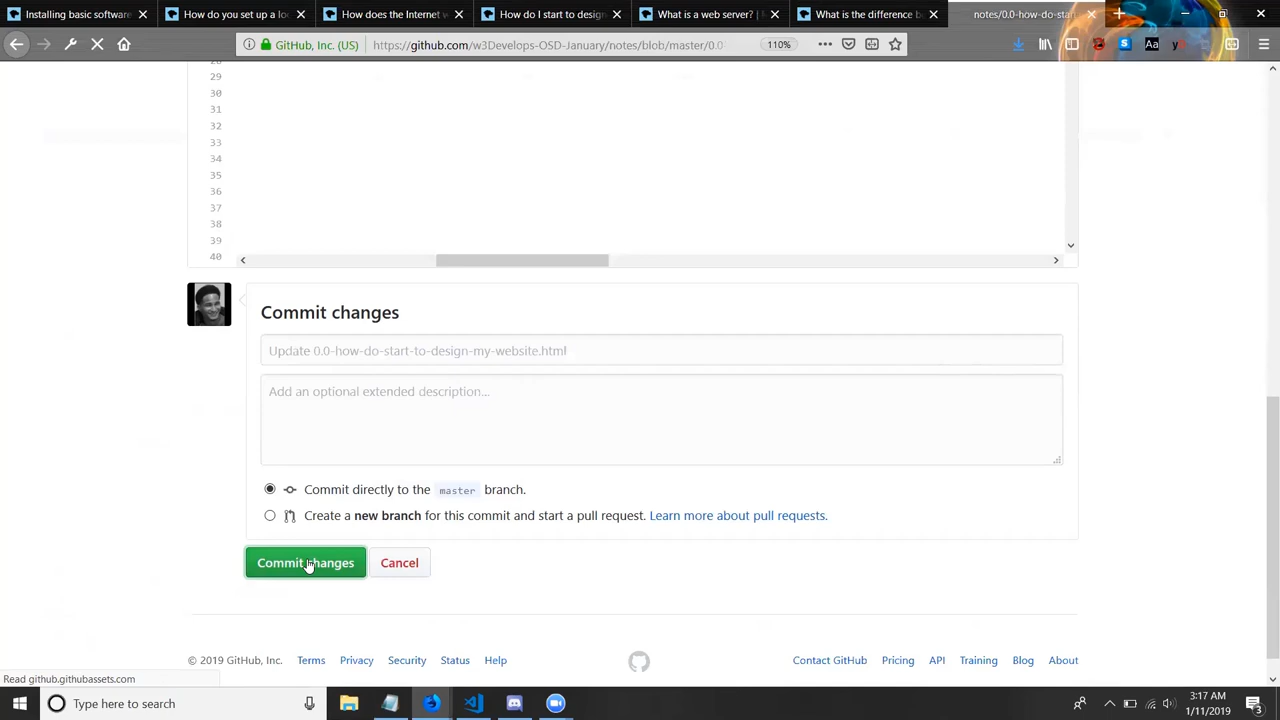 Installing basic software
How do you set up a lo
How does the Internet w
How do I start to desig
What is a web server? |
What is the difference b
notes/0.0-how-do-star
GitHub, Inc. (US)
https://github.com/w3Develops-OSD-January/notes/blob/master/0.0
110%
Aa
28
29
30
31
32
33
34
35
36
37
38
39
40
Commit changes
Update 0.0-how-do-start-to-design-my-website.html
Add an optional extended description...
Commit directly to the master branch.
Create a new branch for this commit and start a pull request. Learn more about pull requests.
Commit changes
Cancel
© 2019 GitHub, Inc. Terms Privacy Security Status Help
Contact GitHub Pricing API Training Blog About
Read github.githubassets.com
Type here to search
3:17 AM
1/11/2019
3